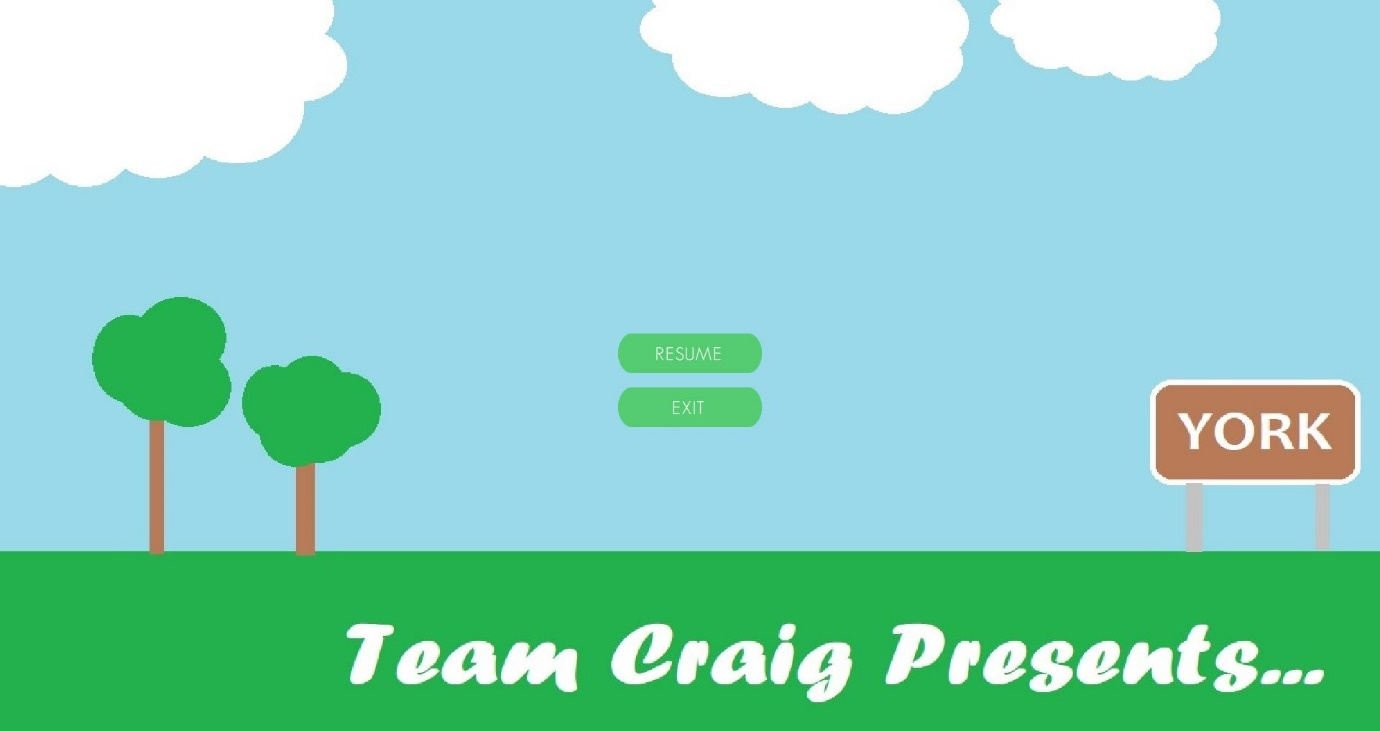 RESUME
EXIT
YORK
Team Craig Presents...